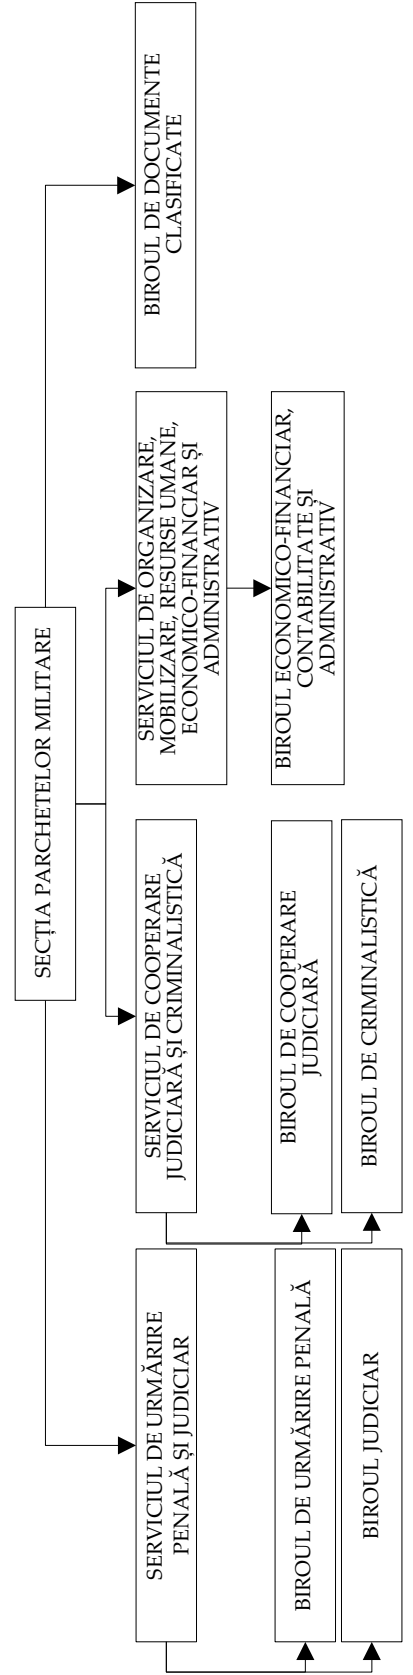 SECȚIA PARCHETELOR MILITARE
SERVICIUL DE URMĂRIRE
PENALĂ ȘI JUDICIAR
BIROUL DE URMĂRIRE PENALĂ
BIROUL JUDICIAR
SERVICIUL DE COOPERARE
JUDICIARĂ ȘI CRIMINALISTICĂ
BIROUL DE COOPERARE
JUDICIARĂ
BIROUL DE CRIMINALISTICĂ
SERVICIUL DE ORGANIZARE,
MOBILIZARE, RESURSE UMANE,
ECONOMICO-FINANCIAR ȘI
ADMINISTRATIV
BIROUL ECONOMICO-FINANCIAR,
CONTABILITATE ȘI
ADMINISTRATIV
BIROUL DE DOCUMENTE
CLASIFICATE